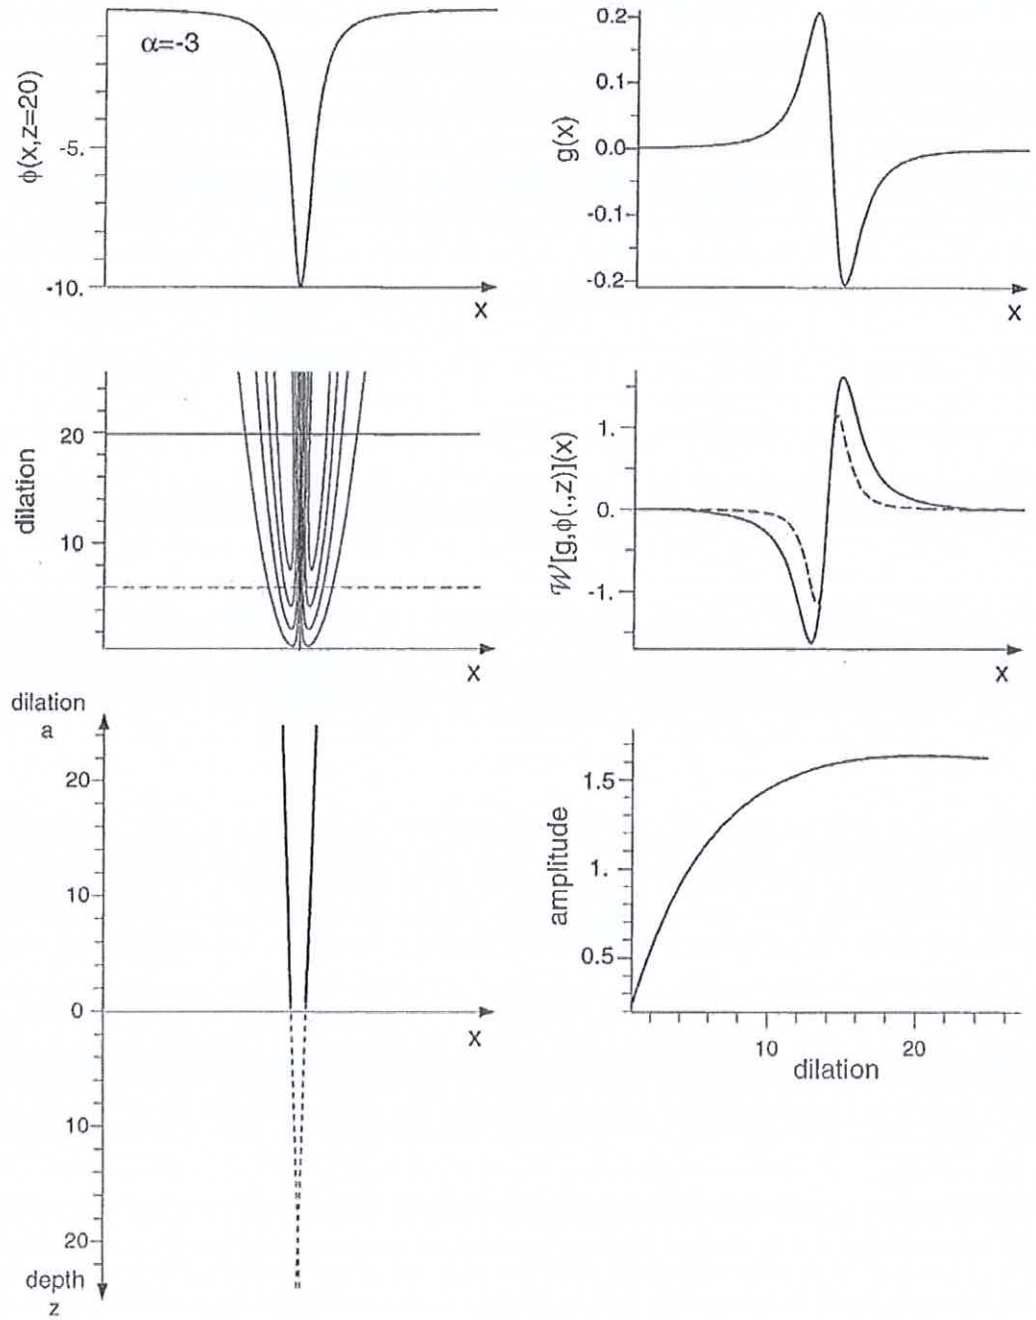 α=-3
ϕ(x,z=20)
-5.
-10.
x
0.2
0.1
0.0
-0.1
-0.2
g(x)
x
dilation
20
10
x
W[g,ϕ(.,z)](x)
1.
0.
-1.
x
dilation
a
20
10
0
x
10
20
depth
z
amplitude
1.5
1.
0.5
10 20
dilation